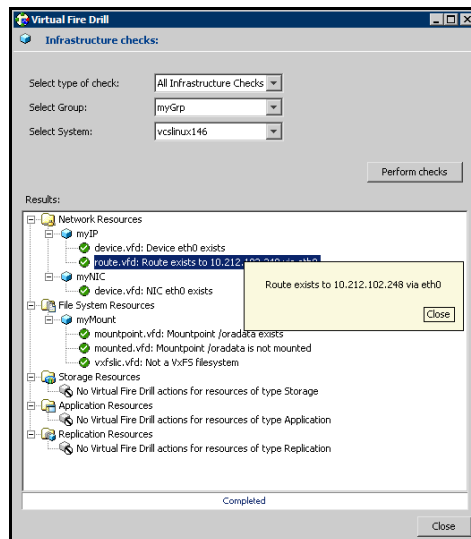 Virtual Fire Drill
Infrastructure checks:
Select type of check: All Infrastructure Checks
Select Group: myGrp
Select System: vcslinux146
Perform checks
Results:
Network Resources
myIP
device.vfd: Device eth0 exists
route.vfd: Route exists to 10.212.102.248 via eth0
Route exists to 10.212.102.248 via eth0
Close
myNIC
device.vfd: NIC eth0 exists
File System Resources
myMount
mountpoint.vfd: Mountpoint /oradata exists
mounted.vfd: Mountpoint /oradata is not mounted
vxfslic.vfd: Not a VxFS filesystem
Storage Resources
No Virtual Fire Drill actions for resources of type Storage
Application Resources
No Virtual Fire Drill actions for resources of type Application
Replication Resources
No Virtual Fire Drill actions for resources of type Replication
Completed
Close